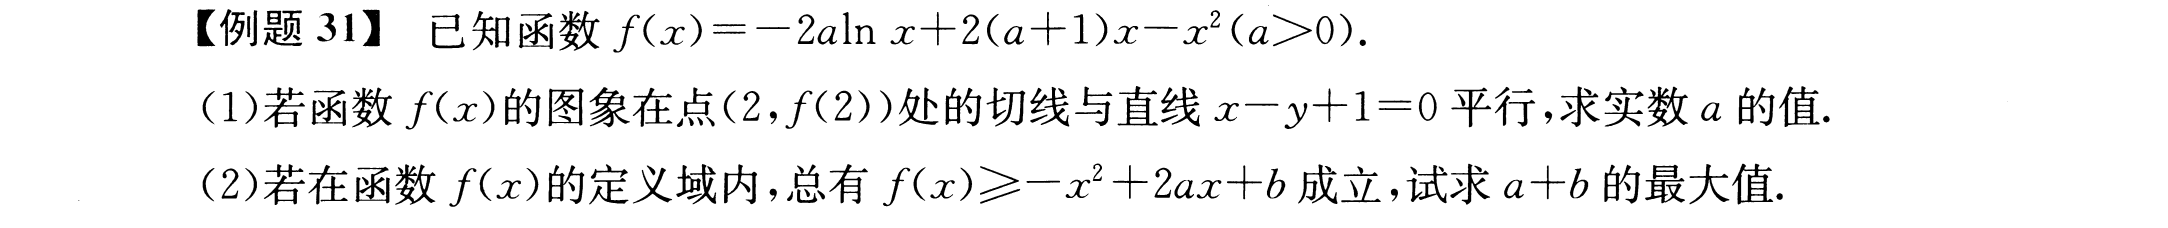 【例题 31】 已知函数 f(x)=-2aln x+2(a+1)x-x²(a>0).
(1)若函数 f(x)的图象在点(2,f(2))处的切线与直线 x-y+1=0 平行,求实数 a 的值.
(2)若在函数 f(x)的定义域内,总有 f(x)≥-x²+2ax+b 成立,试求 a+b 的最大值.